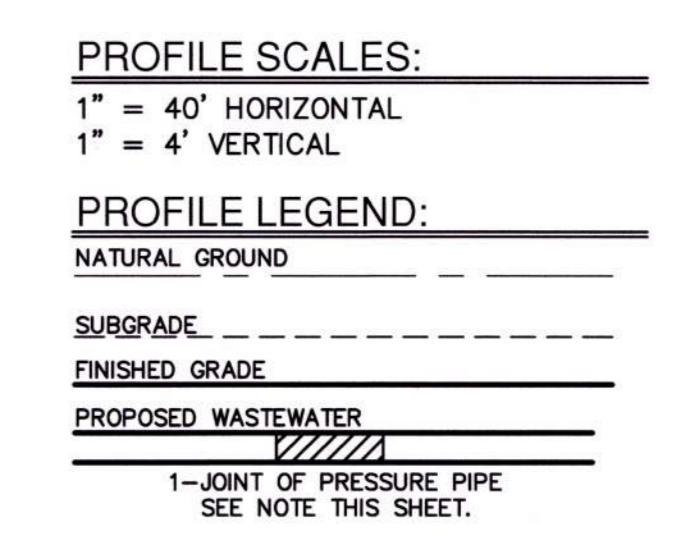 PROFILE SCALES:
1" = 40' HORIZONTAL
1" = 4' VERTICAL
PROFILE LEGEND:
NATURAL GROUND
SUBGRADE
FINISHED GRADE
PROPOSED WASTEWATER
1-JOINT OF PRESSURE PIPE
SEE NOTE THIS SHEET.